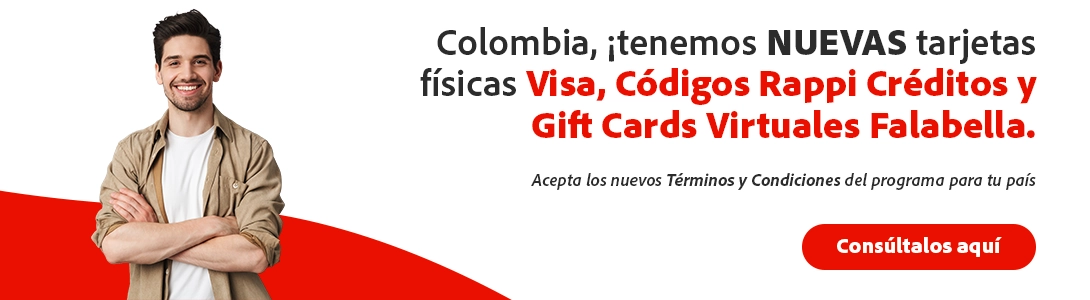 Colombia, ¡tenemos NUEVAS tarjetas
físicas Visa, Códigos Rappi Créditos y
Gift Cards Virtuales Falabella.
Acepta los nuevos Términos y Condiciones del programa para tu país
Consúltalos aquí